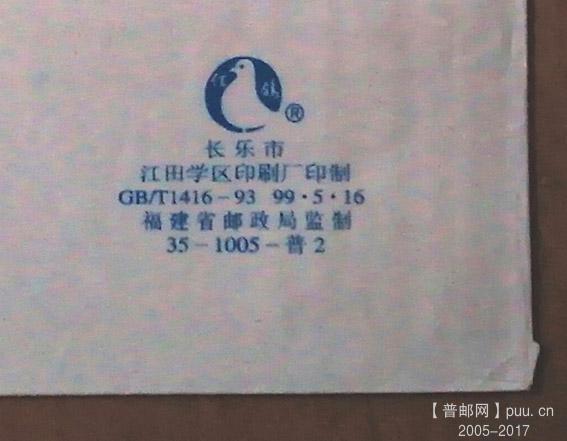 ®
长乐市
江田学区印刷厂印制
GB/T1416-93 99·5·16
福建省邮政局监制
35-1005-普2
【普邮网】puu.cn
2005-2017